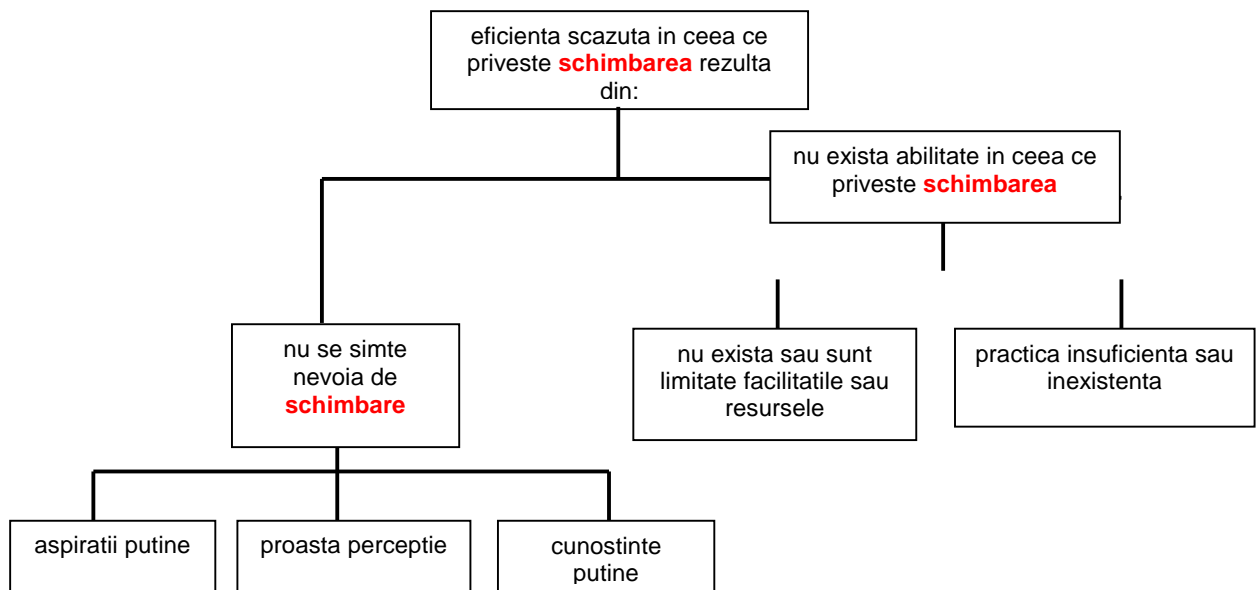 eficienta scazuta in ceea ce
priveste schimbarea rezulta
din:
nu exista abilitate in ceea ce
priveste schimbarea
nu se simte
nevoia de
schimbare
nu exista sau sunt
limitate facilitatile sau
resursele
practica insuficienta sau
inexistenta
aspiratii putine
proasta perceptie
cunostinte
putine